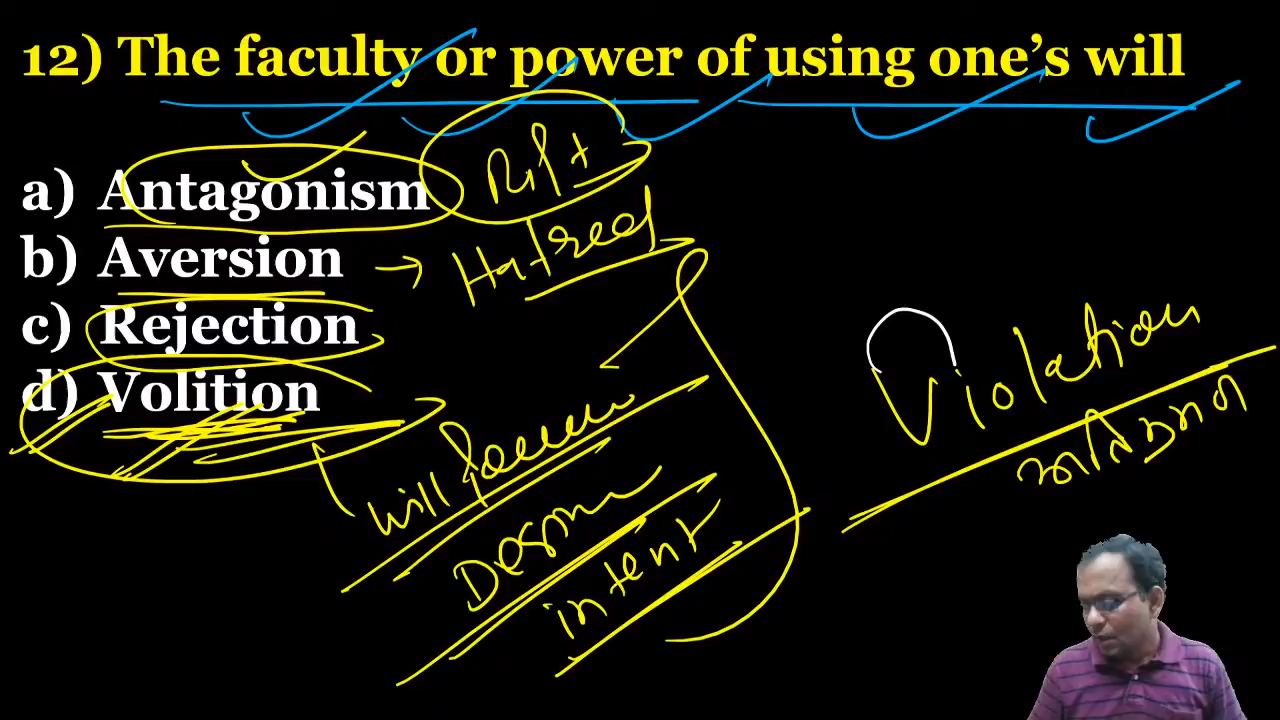 12) The faculty or power of using one's will
a) Antagonism
Rift
b) Aversion
Hatred
c) Rejection
d) Volition
Violation
will power
intent